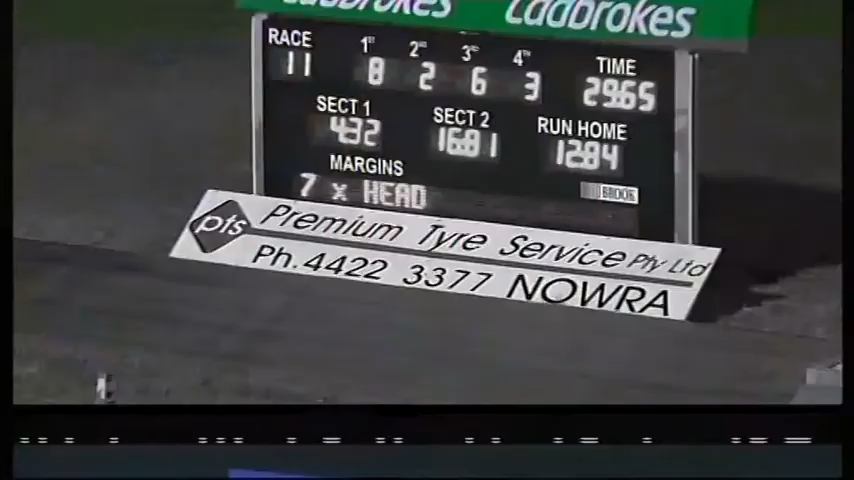 Ladbrokes Ladbrokes
RACE 1ST 2ND 3RD 4TH TIME
11 8 2 6 3 29.65
SECT 1 SECT 2 RUN HOME
4.32 16.81 12.84
MARGINS
7 x HEAD BROOK
pts Premium Tyre Service Pty Ltd
Ph. 4422 3377 NOWRA